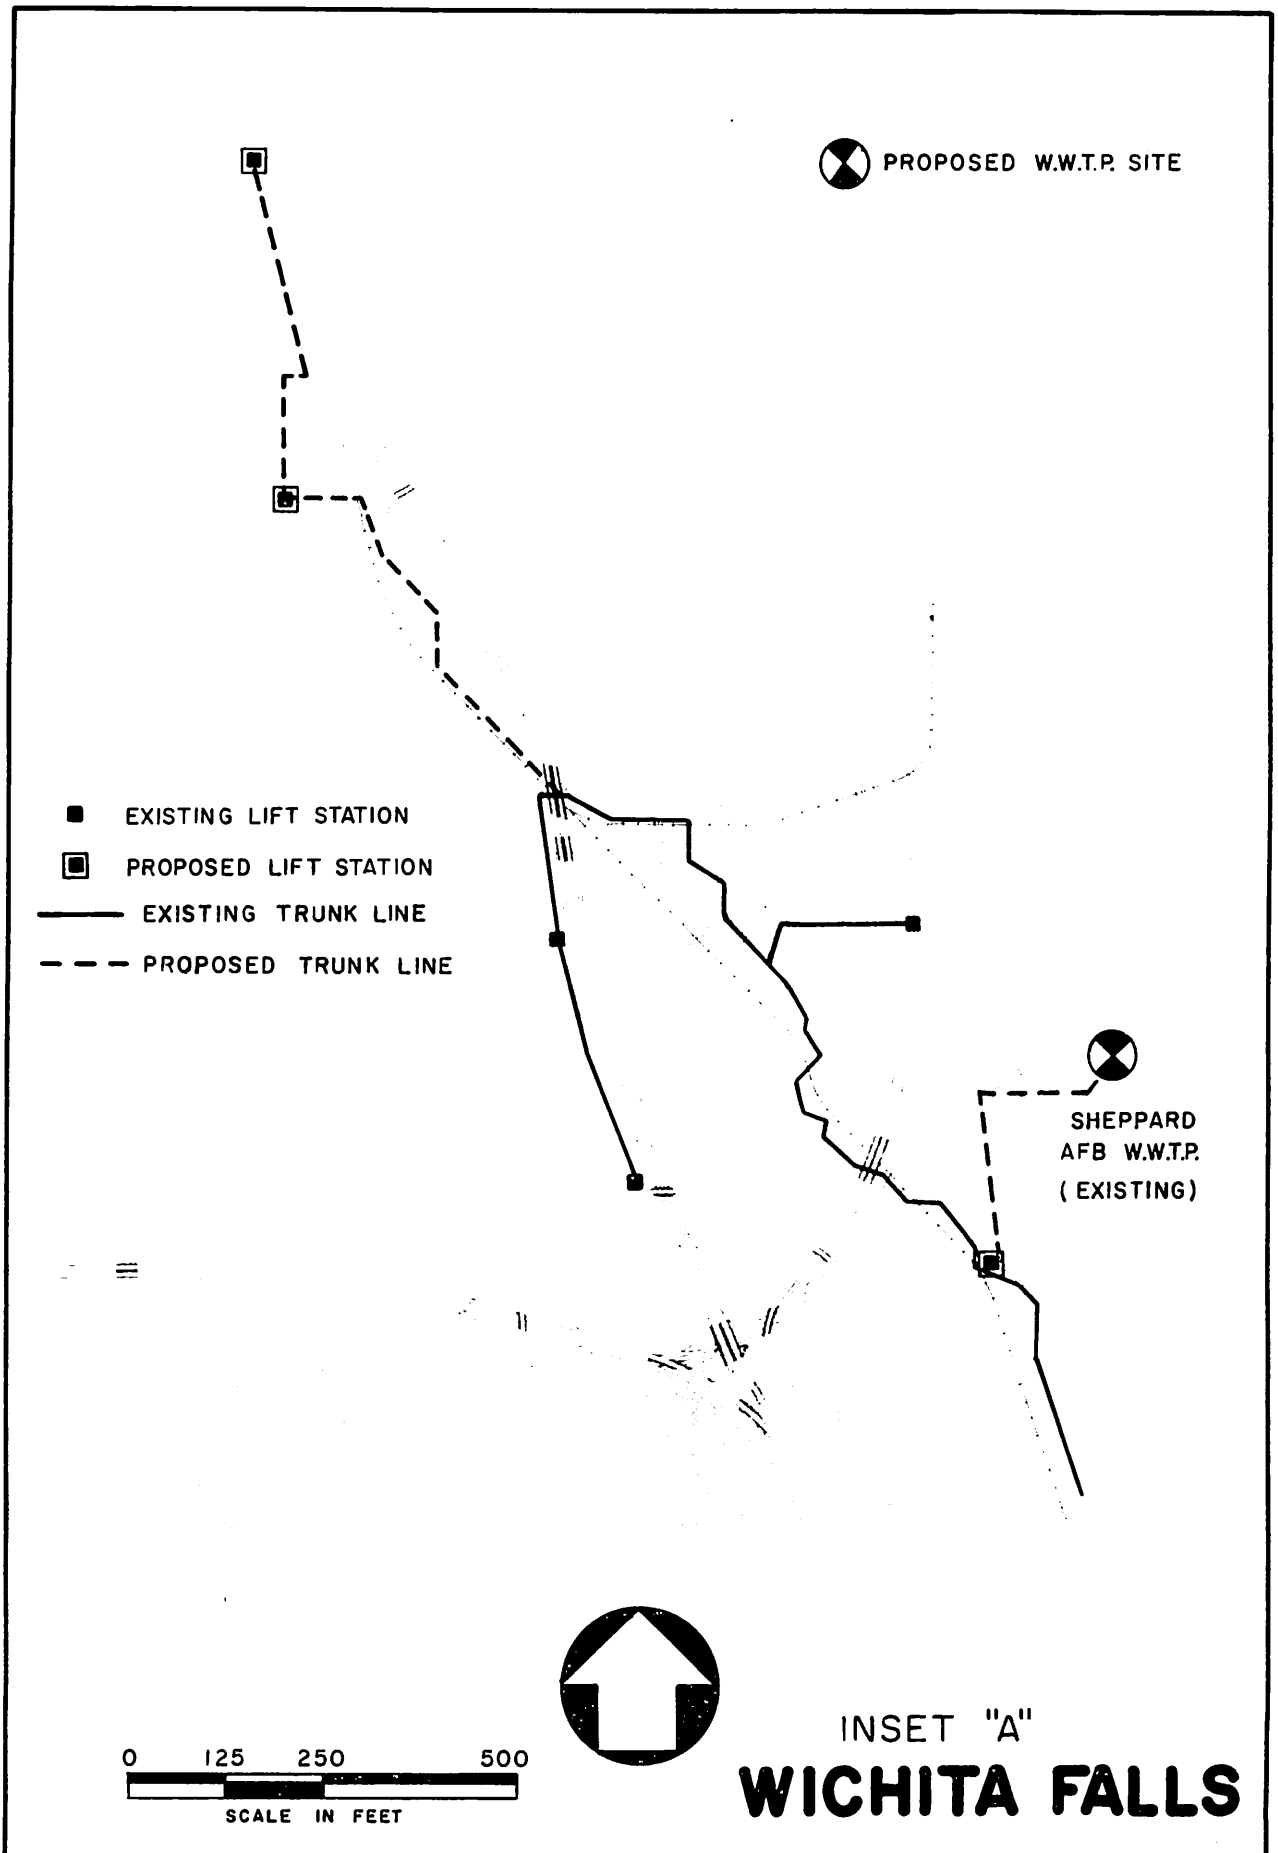 PROPOSED W.W.T.P. SITE
EXISTING LIFT STATION
PROPOSED LIFT STATION
EXISTING TRUNK LINE
PROPOSED TRUNK LINE
SHEPPARD
AFB W.W.T.P.
(EXISTING)
0 125 250 500
SCALE IN FEET
INSET "A"
WICHITA FALLS